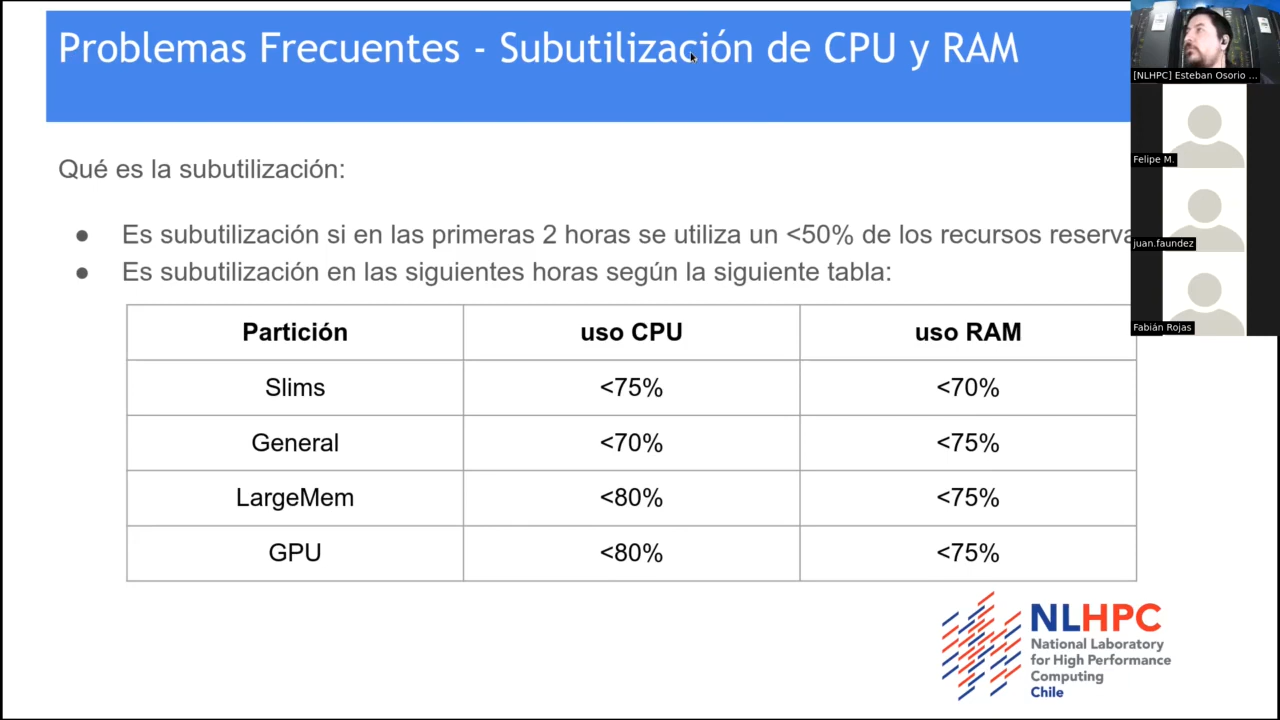 Problemas Frecuentes - Subutilización de CPU y RAM
[NLHPC] Esteban Osorio ...
Felipe M.
juan.faundez
Fabián Rojas
Qué es la subutilización:
● Es subutilización si en las primeras 2 horas se utiliza un <50% de los recursos reserva
● Es subutilización en las siguientes horas según la siguiente tabla:
Partición uso CPU uso RAM
Slims <75% <70%
General <70% <75%
LargeMem <80% <75%
GPU <80% <75%
NLHPC
National Laboratory
for High Performance
Computing
Chile